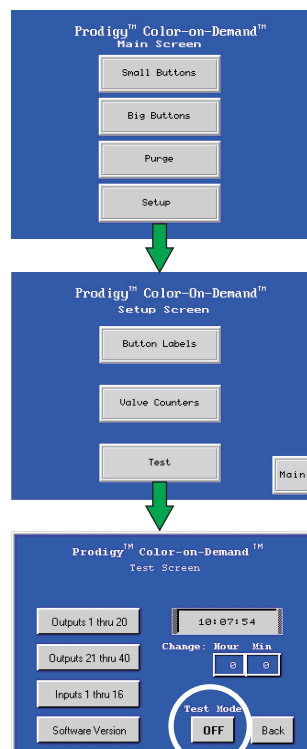 Prodigy™ Color-on-Demand™
Main Screen
Small Buttons
Big Buttons
Purge
Setup
Prodigy™ Color-On-Demand™
Setup Screen
Button Labels
Valve Counters
Test
Main
Prodigy™ Color-on-Demand ™
Test Screen
Outputs 1 thru 20
10:07:54
Change: Hour Min
Outputs 21 thru 40
0 0
Inputs 1 thru 16
Test Mode
Software Version
OFF
Back